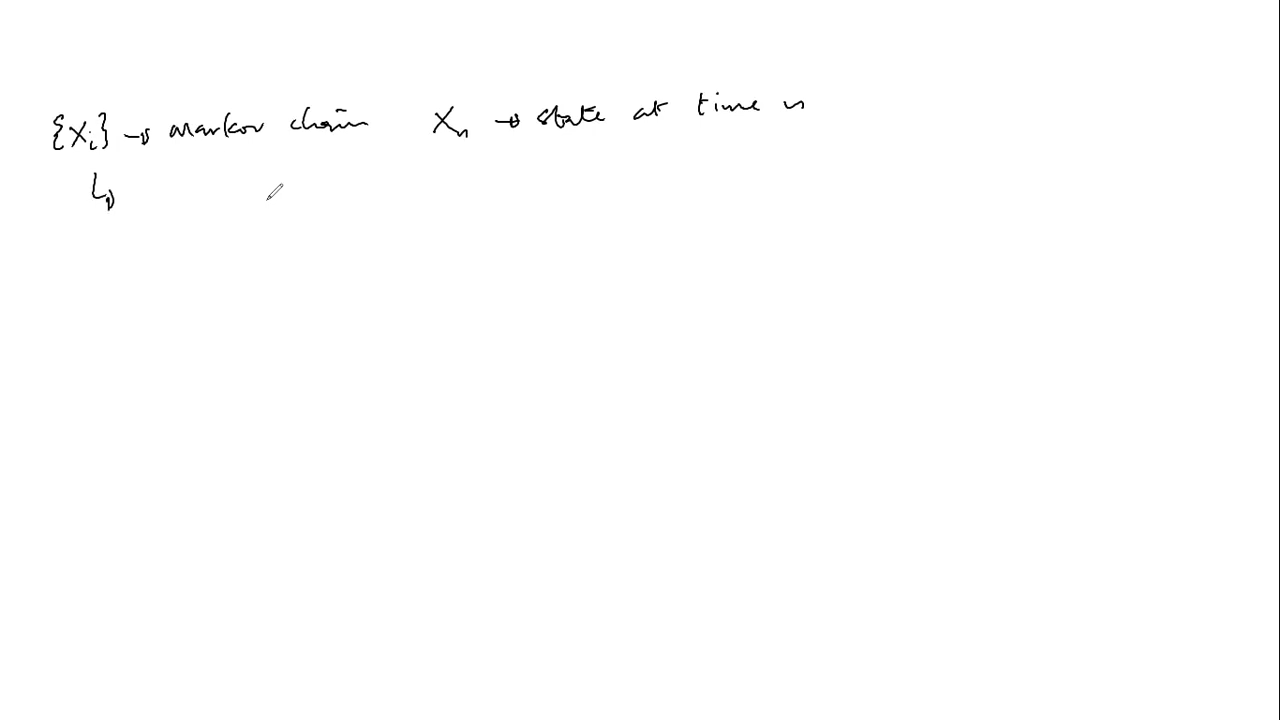 {Xi} → markov chain   Xn → state at time n
↳